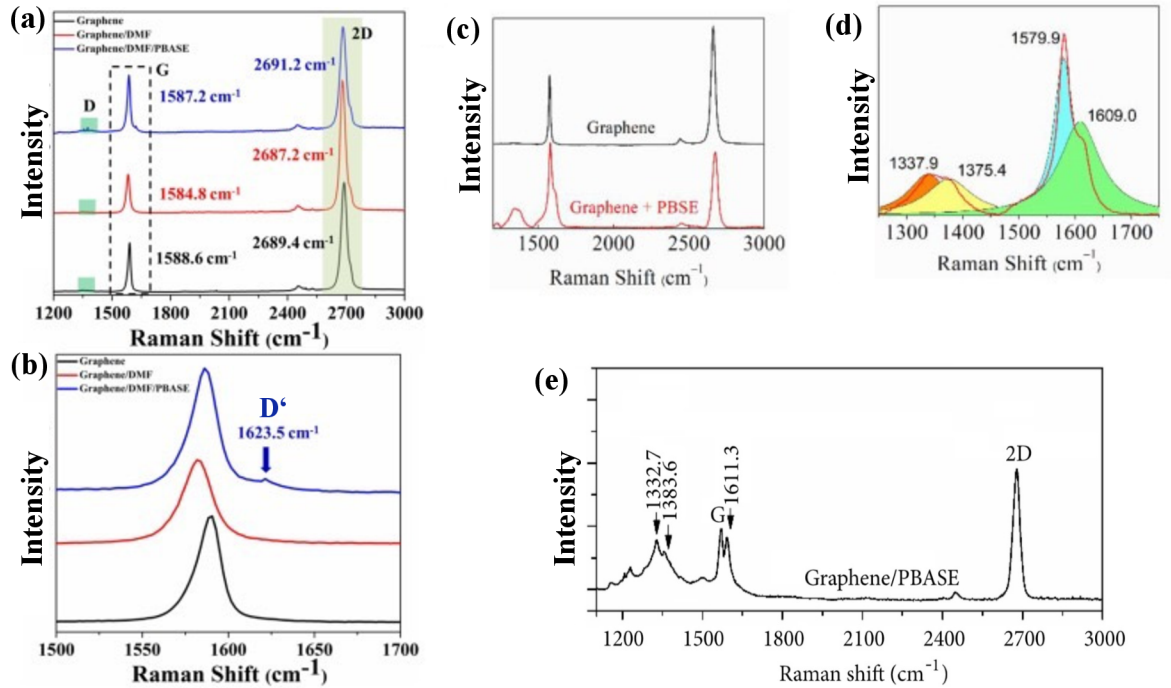 (a)
Graphene
Graphene/DMF
Graphene/DMF/PBASE
2D
G
D
2691.2 cm⁻¹
1587.2 cm⁻¹
2687.2 cm⁻¹
1584.8 cm⁻¹
2689.4 cm⁻¹
1588.6 cm⁻¹
Intensity
1200 1500 1800 2100 2400 2700 3000
Raman Shift (cm⁻¹)
(b)
Graphene
Graphene/DMF
Graphene/DMF/PBASE
D‘
1623.5 cm⁻¹
Intensity
1500 1550 1600 1650 1700
Raman Shift (cm⁻¹)
(c)
Intensity
Graphene
Graphene + PBSE
1500 2000 2500 3000
Raman Shift (cm⁻¹)
(d)
Intensity
1579.9
1609.0
1337.9
1375.4
1300 1400 1500 1600 1700
Raman Shift (cm⁻¹)
(e)
Intensity
1332.7
1383.6
G
1611.3
2D
Graphene/PBASE
1200 1500 1800 2100 2400 2700 3000
Raman shift (cm⁻¹)